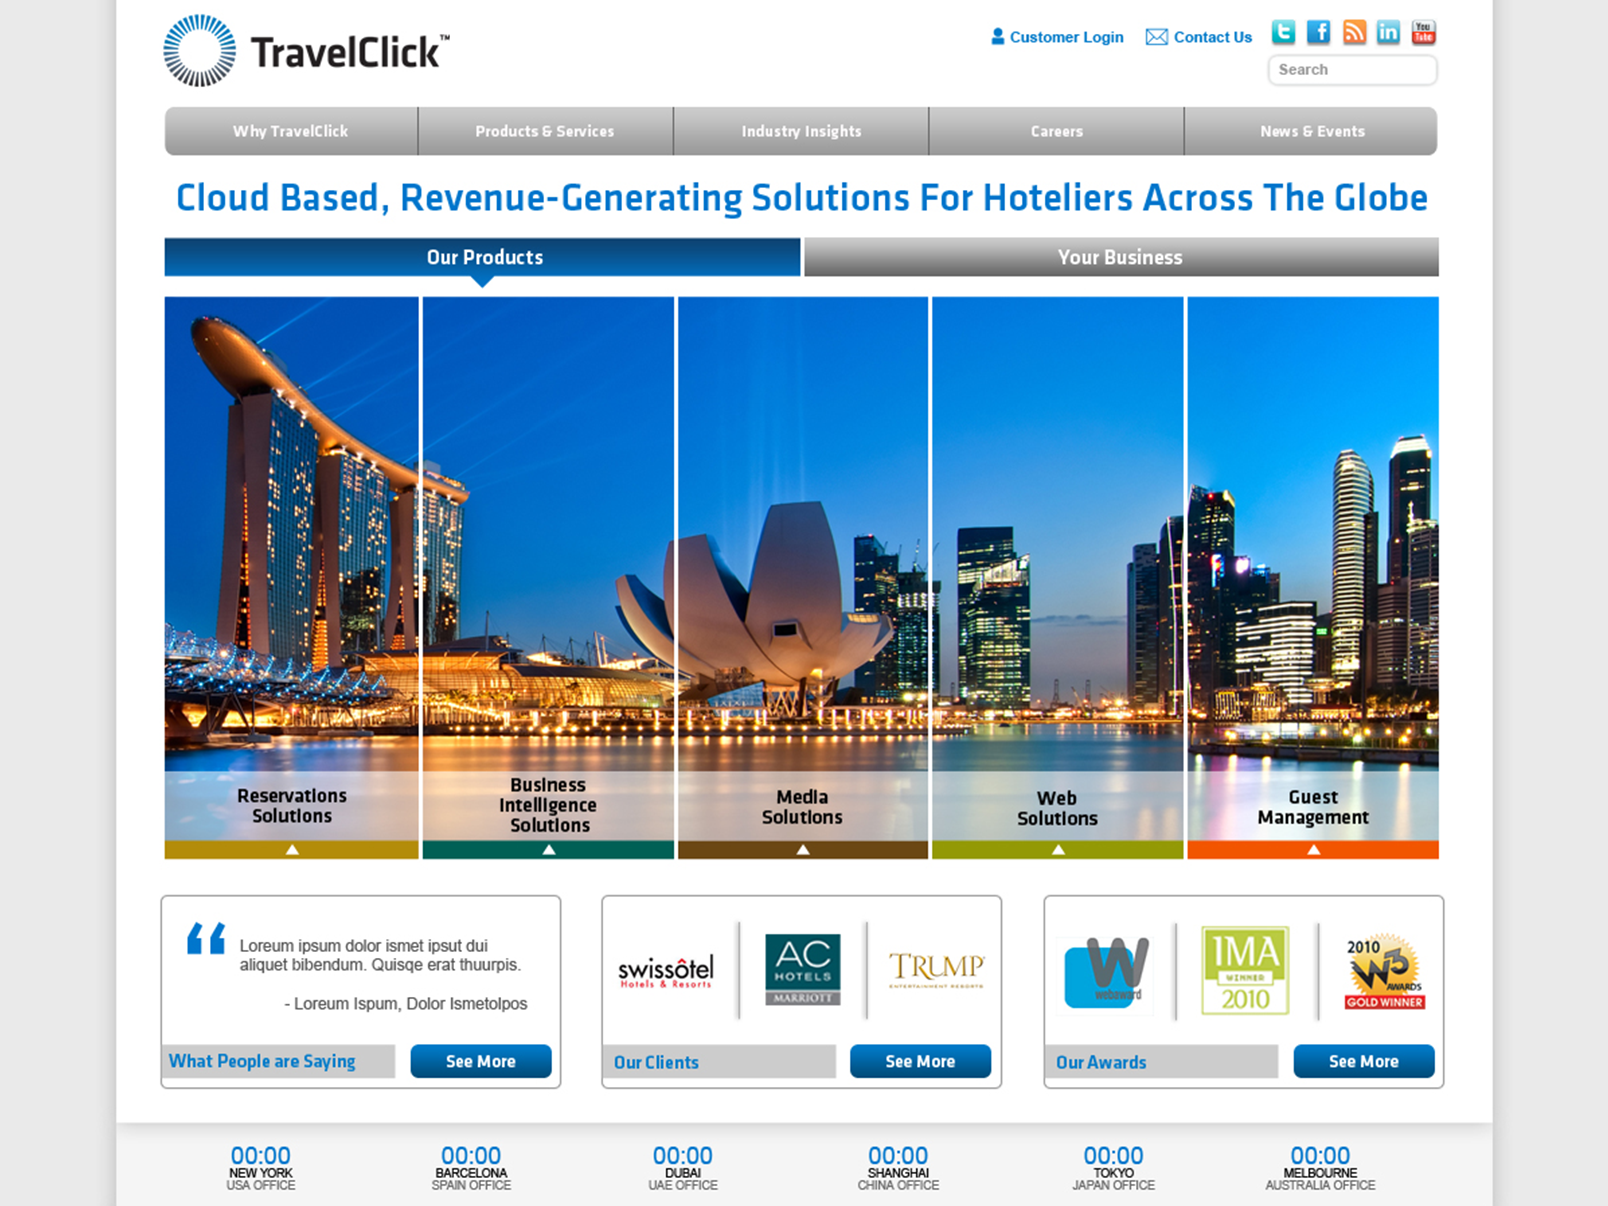 TravelClick™
Customer Login
Contact Us
You
Tube
Search
Why TravelClick
Products & Services
Industry Insights
Careers
News & Events
Cloud Based, Revenue-Generating Solutions For Hoteliers Across The Globe
Our Products
Your Business
Reservations
Solutions
Business
Intelligence
Solutions
Media
Solutions
Web
Solutions
Guest
Management
“ Loreum ipsum dolor ismet ipsut dui
aliquet bibendum. Quisqe erat thuurpis.
- Loreum Ispum, Dolor Ismetolpos
What People are Saying
See More
swissôtel
Hotels & Resorts
AC
HOTELS
MARRIOTT
TRUMP
ENTERTAINMENT RESORTS
Our Clients
See More
W
webaward
IMA
WINNER
2010
2010
W3
AWARDS
GOLD WINNER
Our Awards
See More
00:00
NEW YORK
USA OFFICE
00:00
BARCELONA
SPAIN OFFICE
00:00
DUBAI
UAE OFFICE
00:00
SHANGHAI
CHINA OFFICE
00:00
TOKYO
JAPAN OFFICE
00:00
MELBOURNE
AUSTRALIA OFFICE